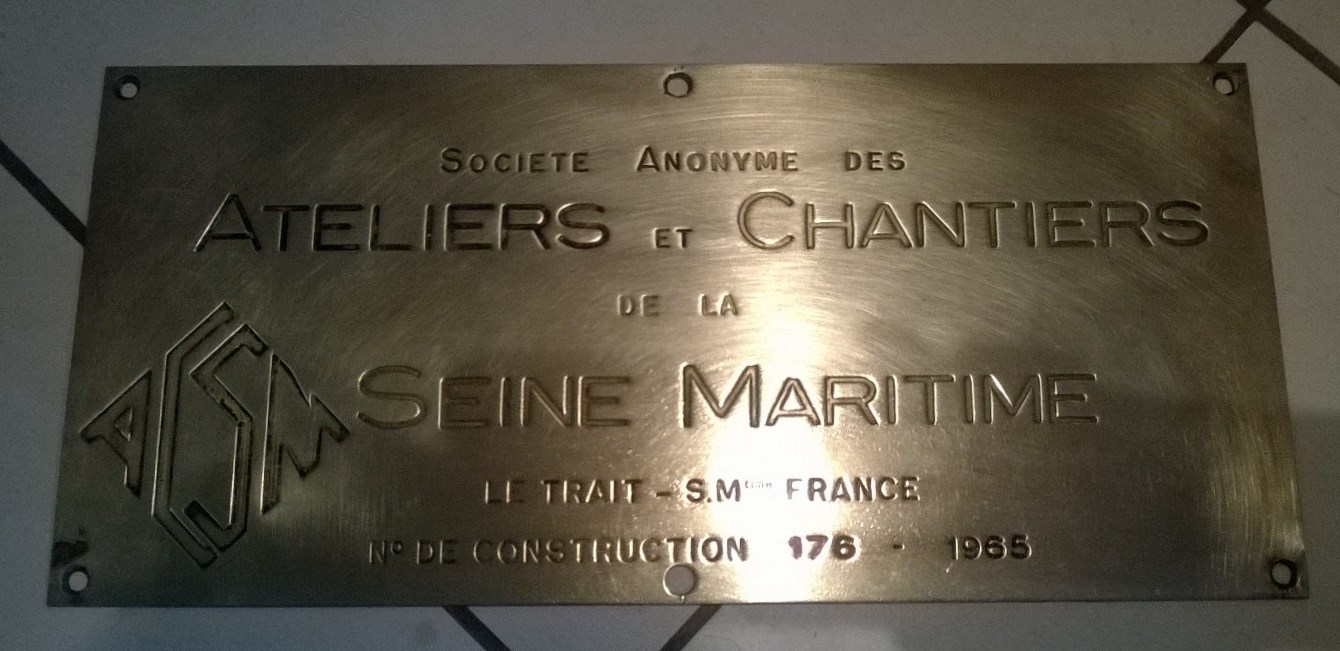 SOCIETE ANONYME DES
ATELIERS ET CHANTIERS
DE LA
ACSM SEINE MARITIME
LE TRAIT - S.Mtime FRANCE
Nº DE CONSTRUCTION 176 - 1965